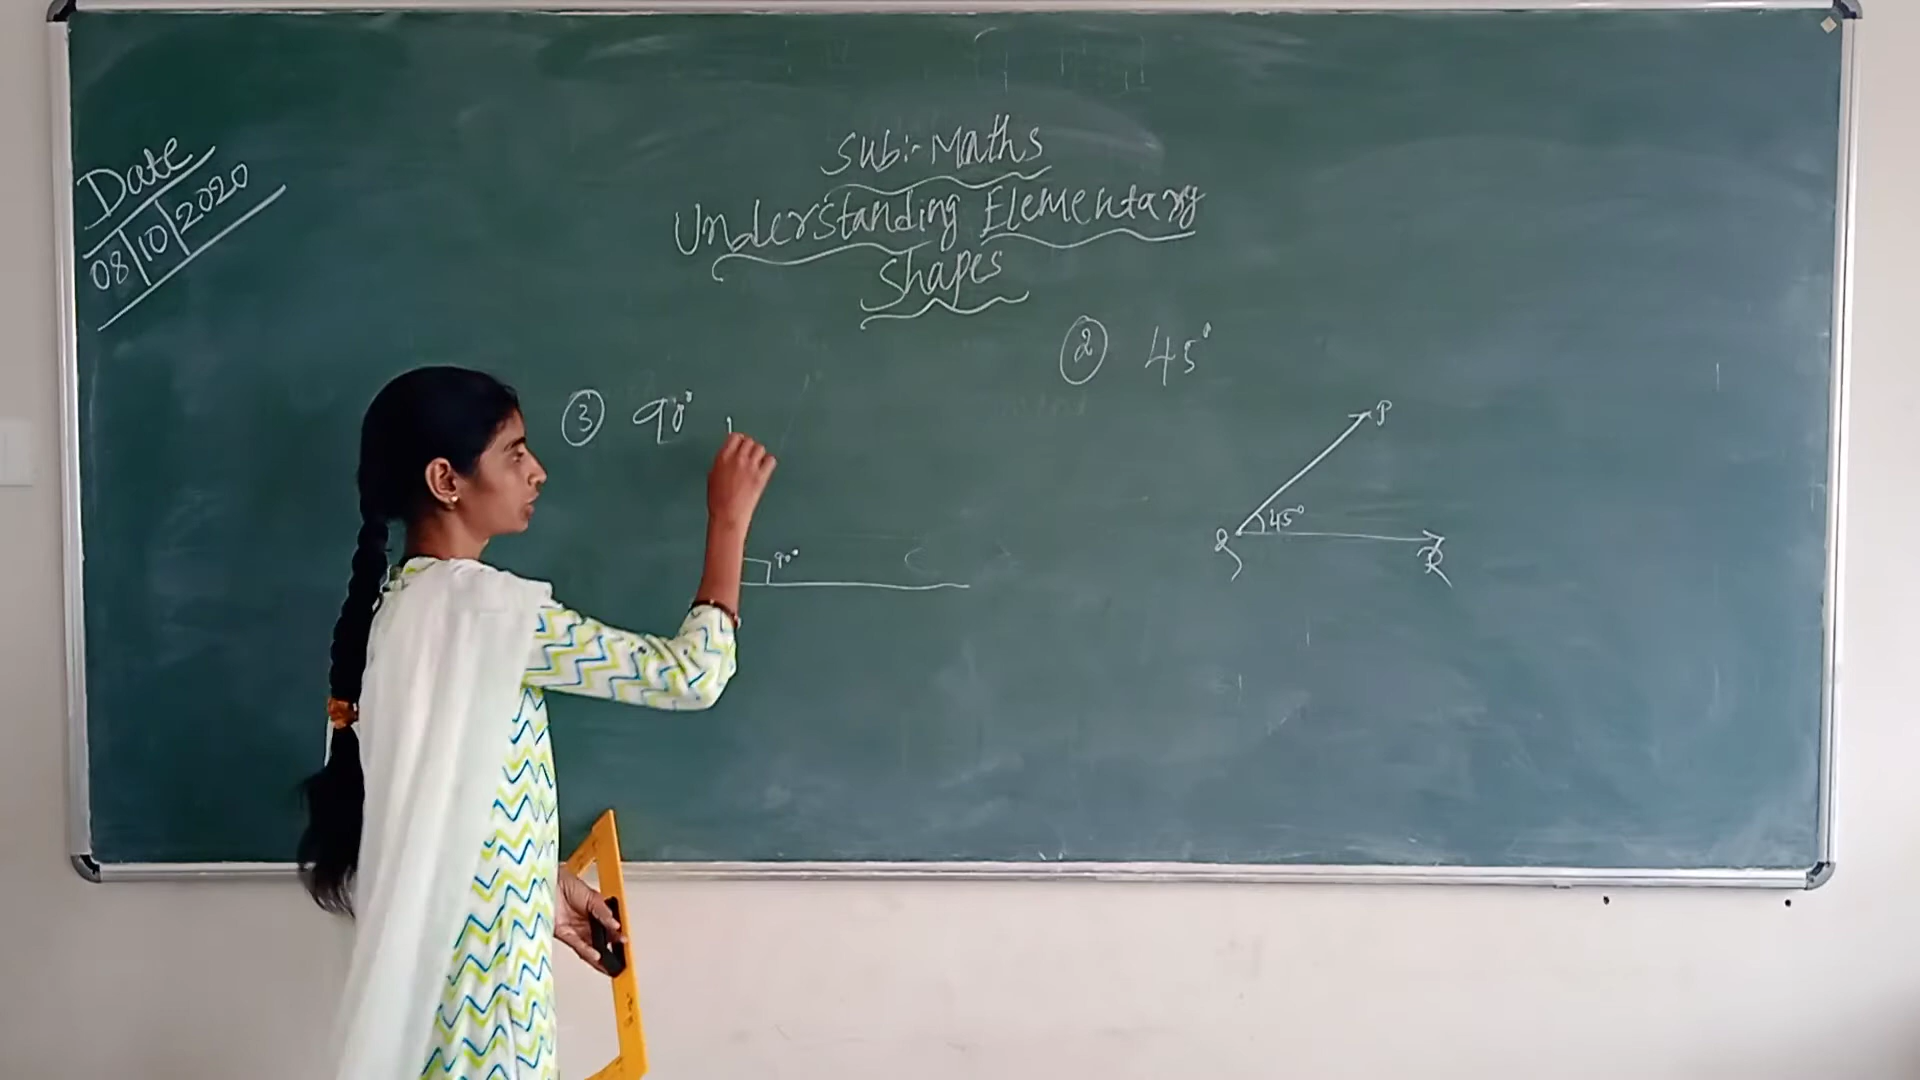 Date
08/10/2020
Sub:- Maths
Understanding Elementary
Shapes
② 45°
③ 90°
P
45°
Q
R
90°